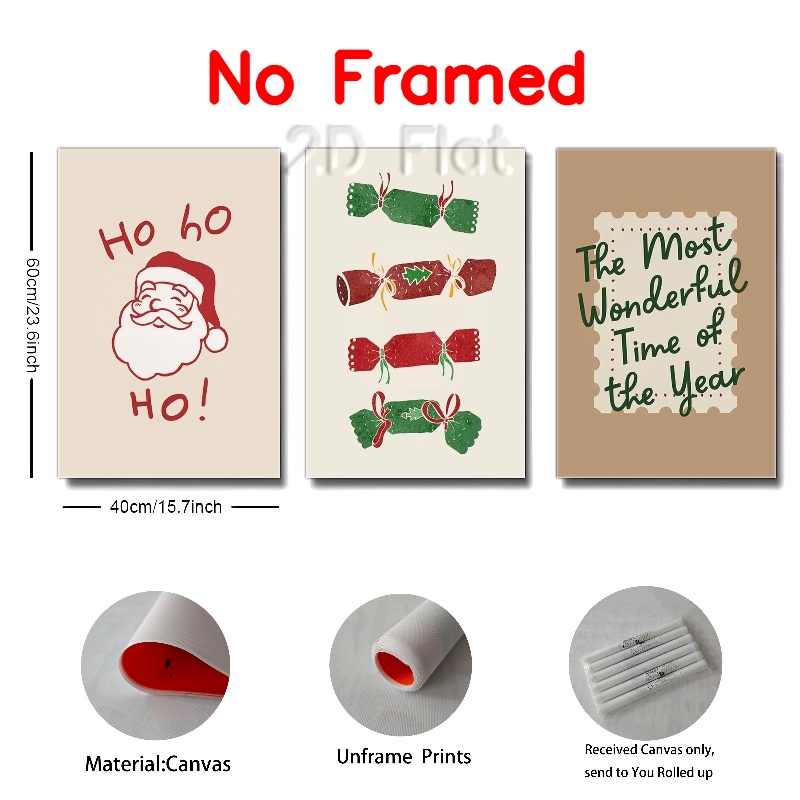 No Framed
2D Flat
60cm/23.6inch
Ho ho
HO!
The Most
Wonderful
Time of
the Year
40cm/15.7inch
Material:Canvas
Unframe Prints
Received Canvas only,
send to You Rolled up